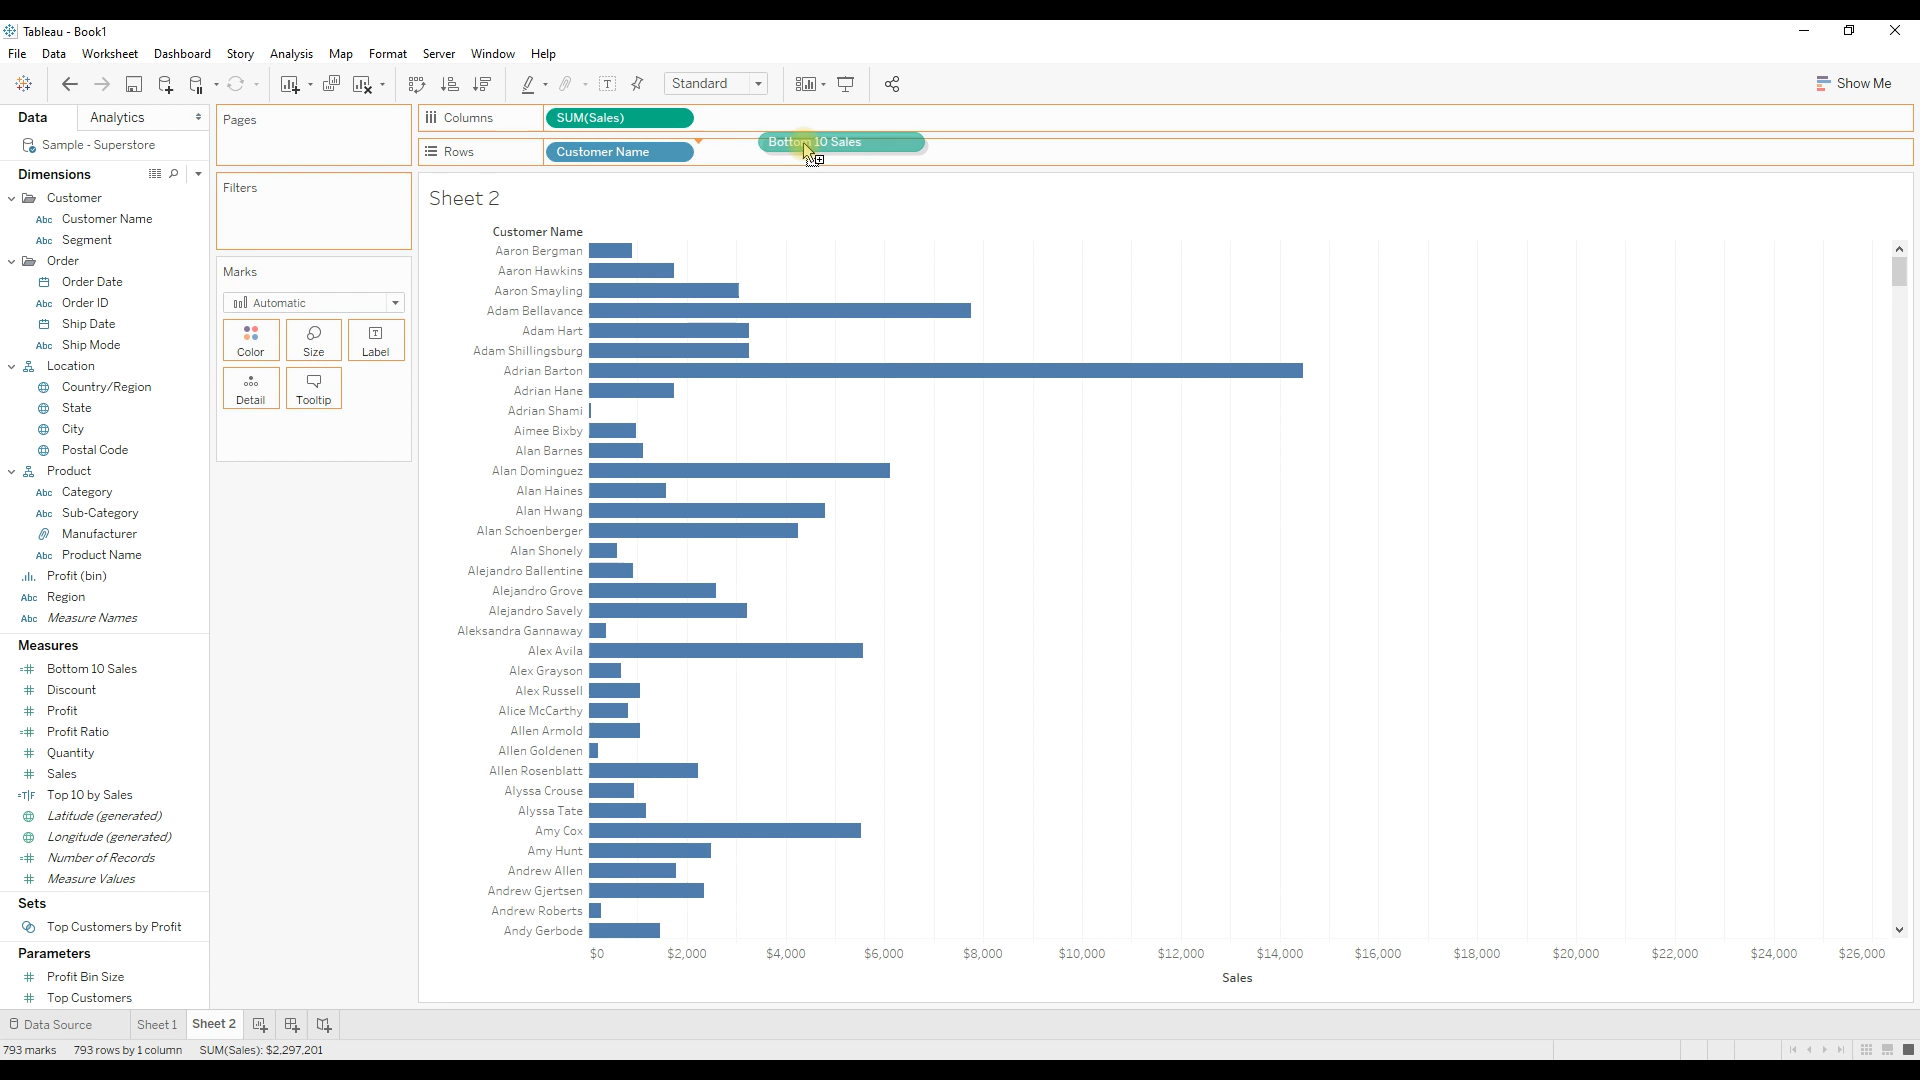 Tableau - Book1
File Data Worksheet Dashboard Story Analysis Map Format Server Window Help
Standard
Show Me
Data Analytics
Pages
Columns SUM(Sales)
Sample - Superstore
Bottom 10 Sales
Rows Customer Name
Dimensions
Filters
Sheet 2
Customer
Abc Customer Name
Abc Segment
Order
Order Date
Abc Order ID
Ship Date
Abc Ship Mode
Location
Country/Region
State
City
Postal Code
Product
Abc Category
Abc Sub-Category
Manufacturer
Abc Product Name
Profit (bin)
Abc Region
Abc Measure Names
Measures
=# Bottom 10 Sales
# Discount
# Profit
=# Profit Ratio
# Quantity
# Sales
=T|F Top 10 by Sales
Latitude (generated)
Longitude (generated)
=# Number of Records
# Measure Values
Sets
Top Customers by Profit
Parameters
# Profit Bin Size
# Top Customers
Marks
Automatic
Color Size Label
Detail Tooltip
Customer Name
Aaron Bergman
Aaron Hawkins
Aaron Smayling
Adam Bellavance
Adam Hart
Adam Shillingsburg
Adrian Barton
Adrian Hane
Adrian Shami
Aimee Bixby
Alan Barnes
Alan Dominguez
Alan Haines
Alan Hwang
Alan Schoenberger
Alan Shonely
Alejandro Ballentine
Alejandro Grove
Alejandro Savely
Aleksandra Gannaway
Alex Avila
Alex Grayson
Alex Russell
Alice McCarthy
Allen Armold
Allen Goldenen
Allen Rosenblatt
Alyssa Crouse
Alyssa Tate
Amy Cox
Amy Hunt
Andrew Allen
Andrew Gjertsen
Andrew Roberts
Andy Gerbode
$0 $2,000 $4,000 $6,000 $8,000 $10,000 $12,000 $14,000 $16,000 $18,000 $20,000 $22,000 $24,000 $26,000
Sales
Data Source Sheet 1 Sheet 2
793 marks 793 rows by 1 column SUM(Sales): $2,297,201